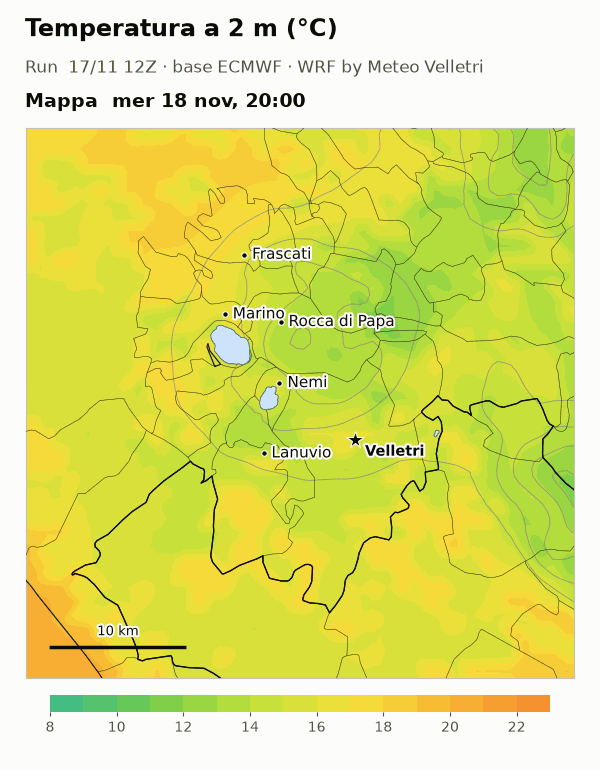 Temperatura a 2 m (°C)
Run 17/11 12Z · base ECMWF · WRF by Meteo Velletri
Mappa mer 18 nov, 20:00
Frascati
Marino
Rocca di Papa
Nemi
Velletri
Lanuvio
10 km
8 10 12 14 16 18 20 22